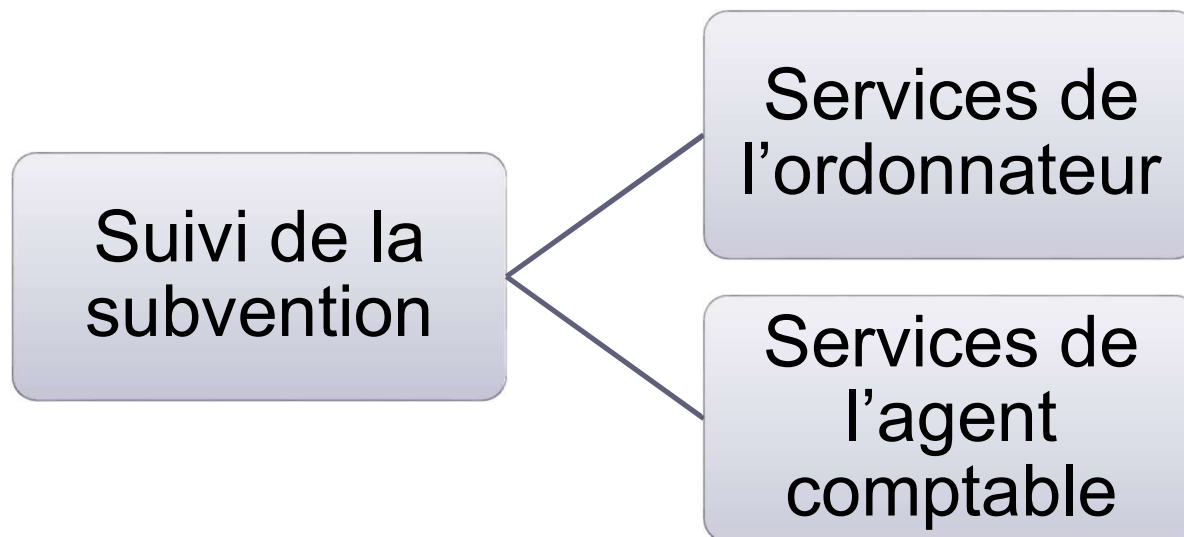 Suivi de la
subvention
Services de
l’ordonnateur
Services de
l’agent
comptable